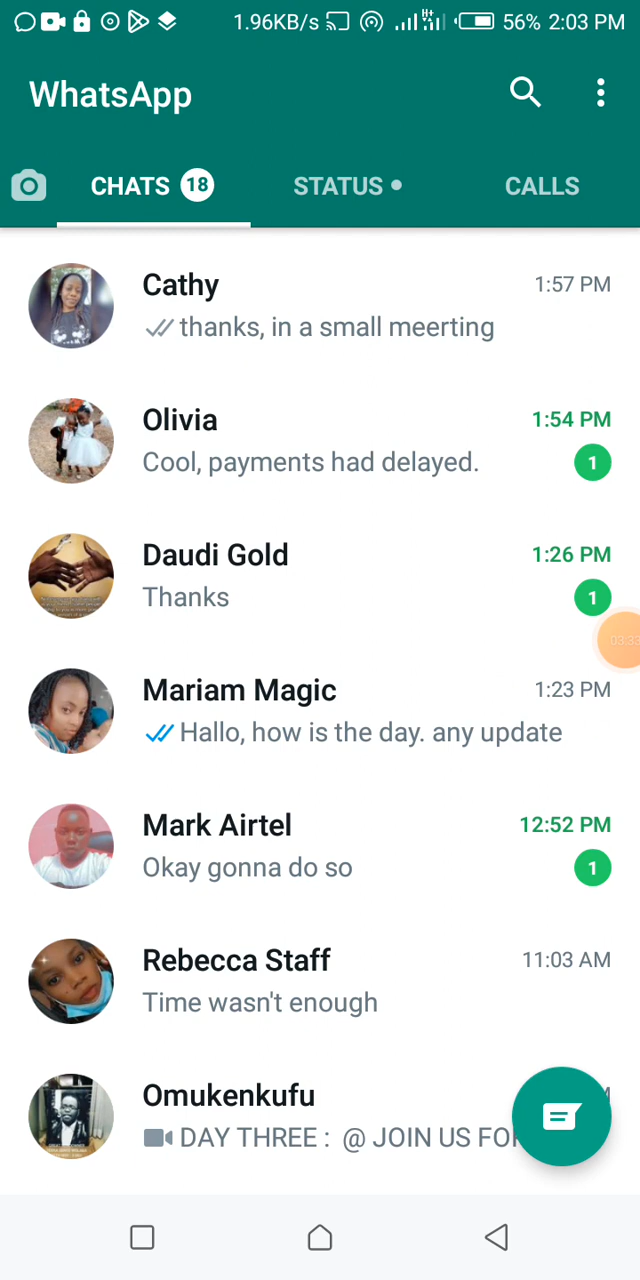 1.96KB/s H+ 56% 2:03 PM
WhatsApp
CHATS 18 STATUS CALLS
Cathy 1:57 PM
thanks, in a small meerting
Olivia 1:54 PM
Cool, payments had delayed. 1
Daudi Gold 1:26 PM
Thanks 1
03:33
Mariam Magic 1:23 PM
Hallo, how is the day. any update
Mark Airtel 12:52 PM
Okay gonna do so 1
Rebecca Staff 11:03 AM
Time wasn't enough
Omukenkufu
DAY THREE : @ JOIN US FOR